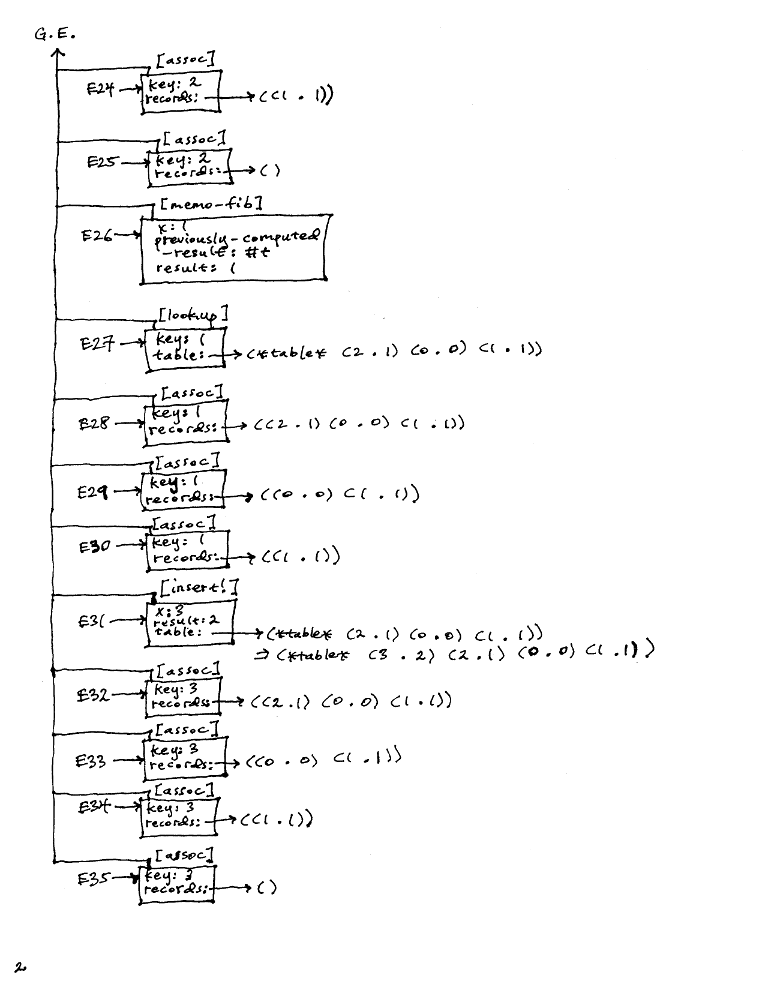 G.E.
[assoc]
E24
key: 2
records: ((1 . 1))
[assoc]
E25
key: 2
records: ()
[memo-fib]
E26
x: 1
previously-computed
-result: #t
result: 1
[lookup]
E27
key: 1
table: (*table* (2 . 1) (0 . 0) (1 . 1))
[assoc]
E28
key: 1
records: ((2 . 1) (0 . 0) (1 . 1))
[assoc]
E29
key: 1
records: ((0 . 0) (1 . 1))
[assoc]
E30
key: 1
records: ((1 . 1))
[insert!]
E31
x: 3
result: 2
table: (*table* (2 . 1) (0 . 0) (1 . 1))
⇒ (*table* (3 . 2) (2 . 1) (0 . 0) (1 . 1))
[assoc]
E32
key: 3
records: ((2 . 1) (0 . 0) (1 . 1))
[assoc]
E33
key: 3
records: ((0 . 0) (1 . 1))
[assoc]
E34
key: 3
records: ((1 . 1))
[assoc]
E35
key: 3
records: ()
2